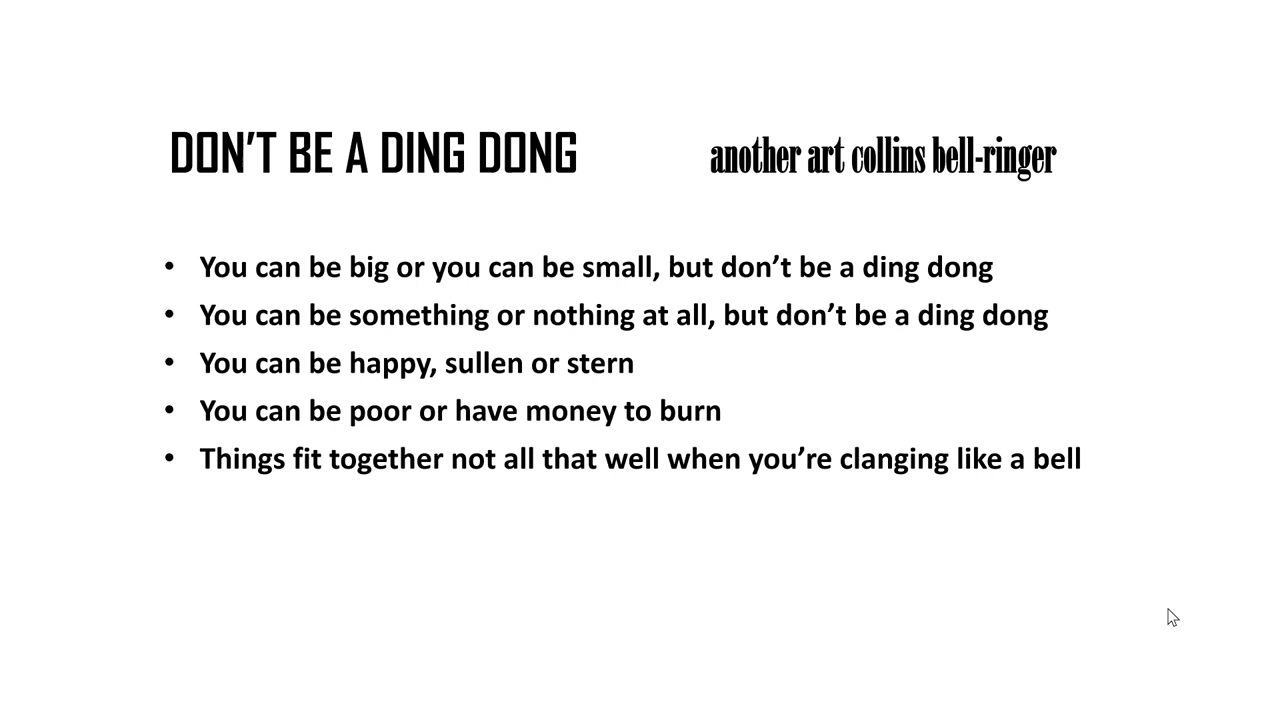 DON'T BE A DING DONG
another art collins bell-ringer
• You can be big or you can be small, but don't be a ding dong
• You can be something or nothing at all, but don't be a ding dong
• You can be happy, sullen or stern
• You can be poor or have money to burn
• Things fit together not all that well when you're clanging like a bell